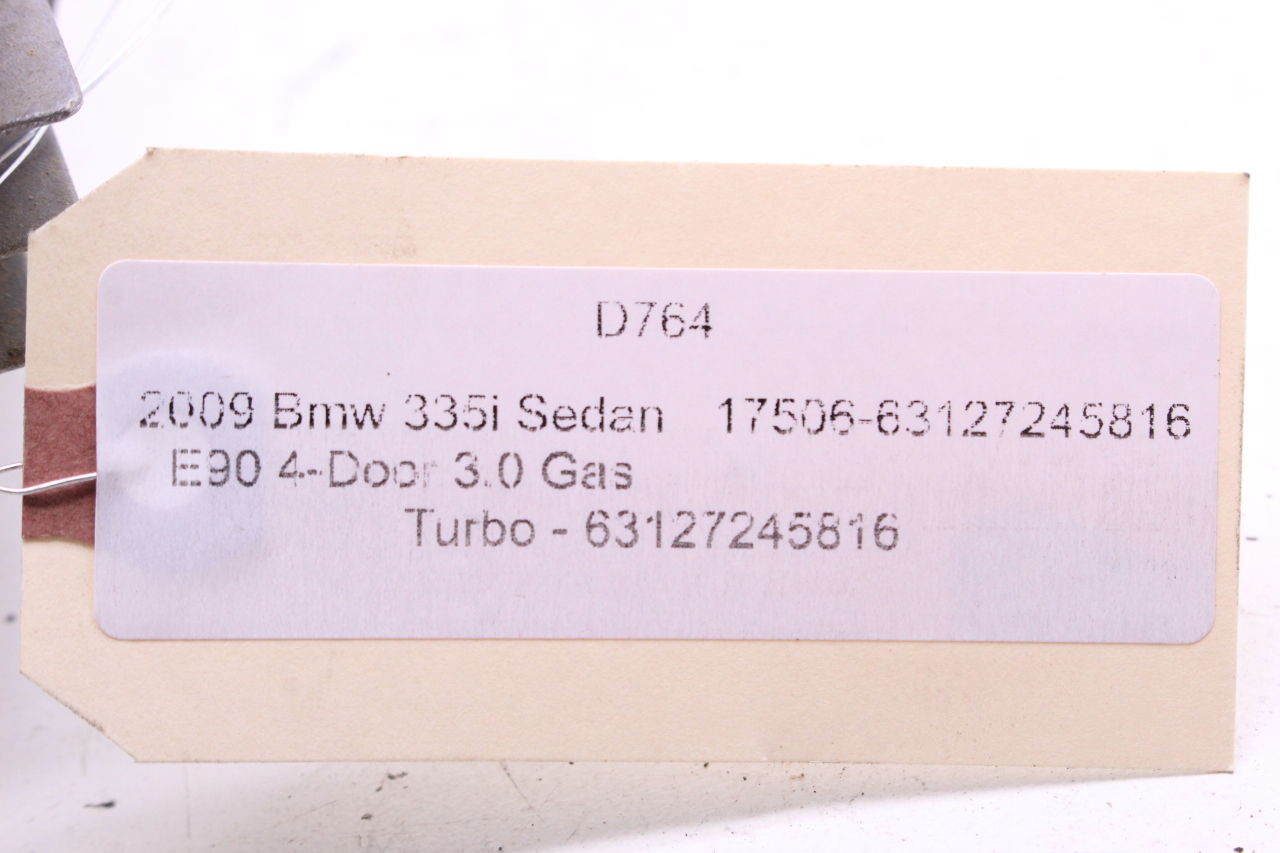 D764
2009 Bmw 335i Sedan 17506-63127245816
E90 4-Door 3.0 Gas
Turbo - 63127245816